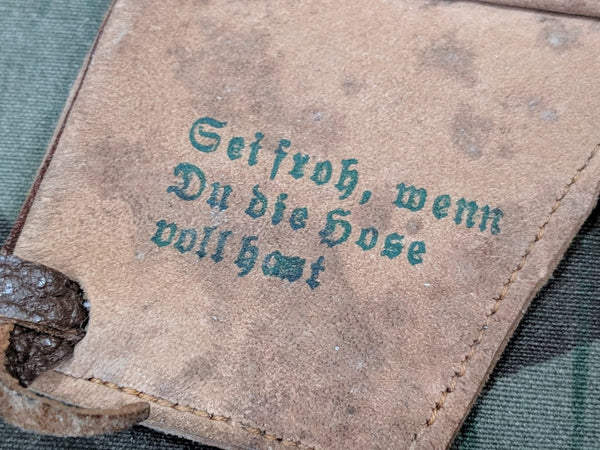 Sei froh, wenn
Du die Hose
voll hast